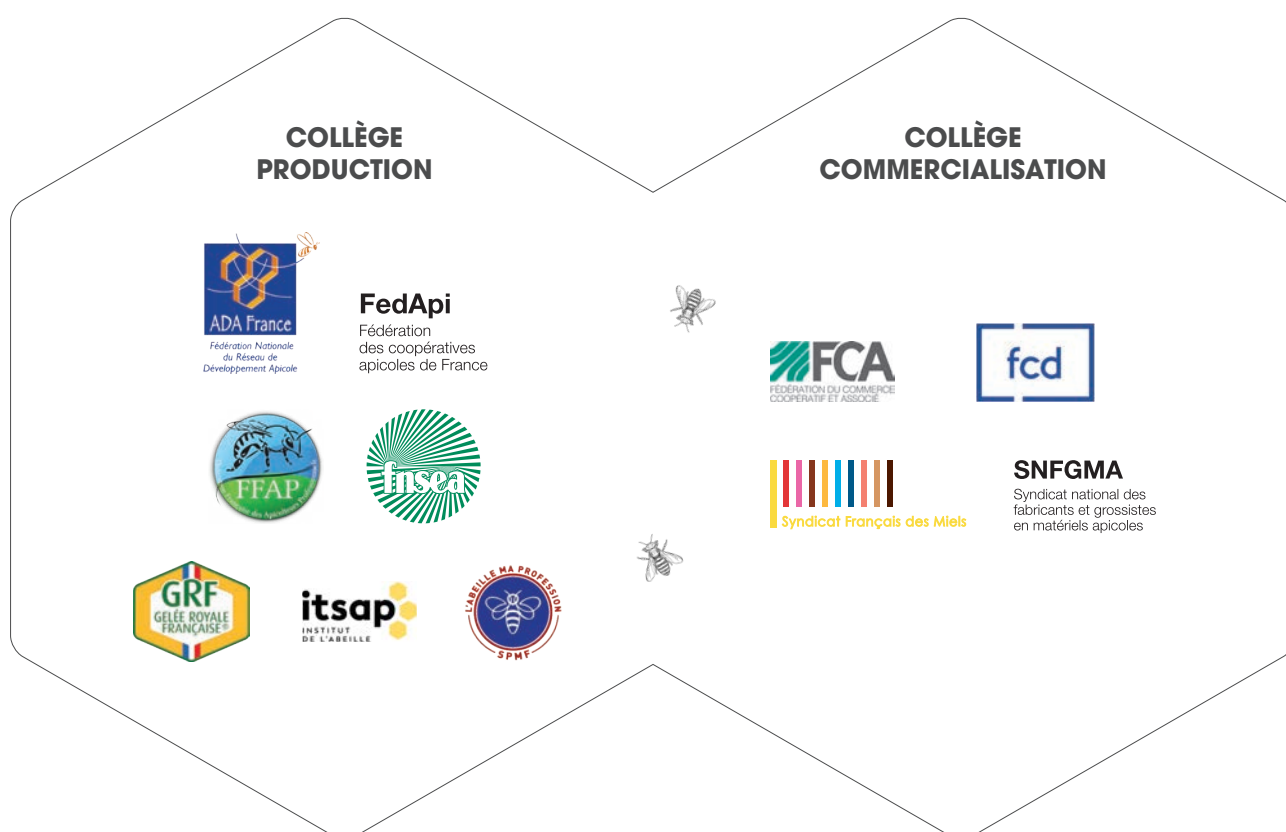 COLLÈGE
PRODUCTION
ADA France
Fédération Nationale
du Réseau de
Développement Apicole
FedApi
Fédération
des coopératives
apicoles de France
FFAP
des Apiculteurs
fnsea
GRF
GELÉE ROYALE
FRANÇAISE®
itsap
INSTITUT
DE L'ABEILLE
L'ABEILLE MA PROFESSION
SPMF
COLLÈGE
COMMERCIALISATION
FCA
FÉDÉRATION DU COMMERCE
COOPÉRATIF ET ASSOCIÉ
fcd
Syndicat Français des Miels
SNFGMA
Syndicat national des
fabricants et grossistes
en matériels apicoles